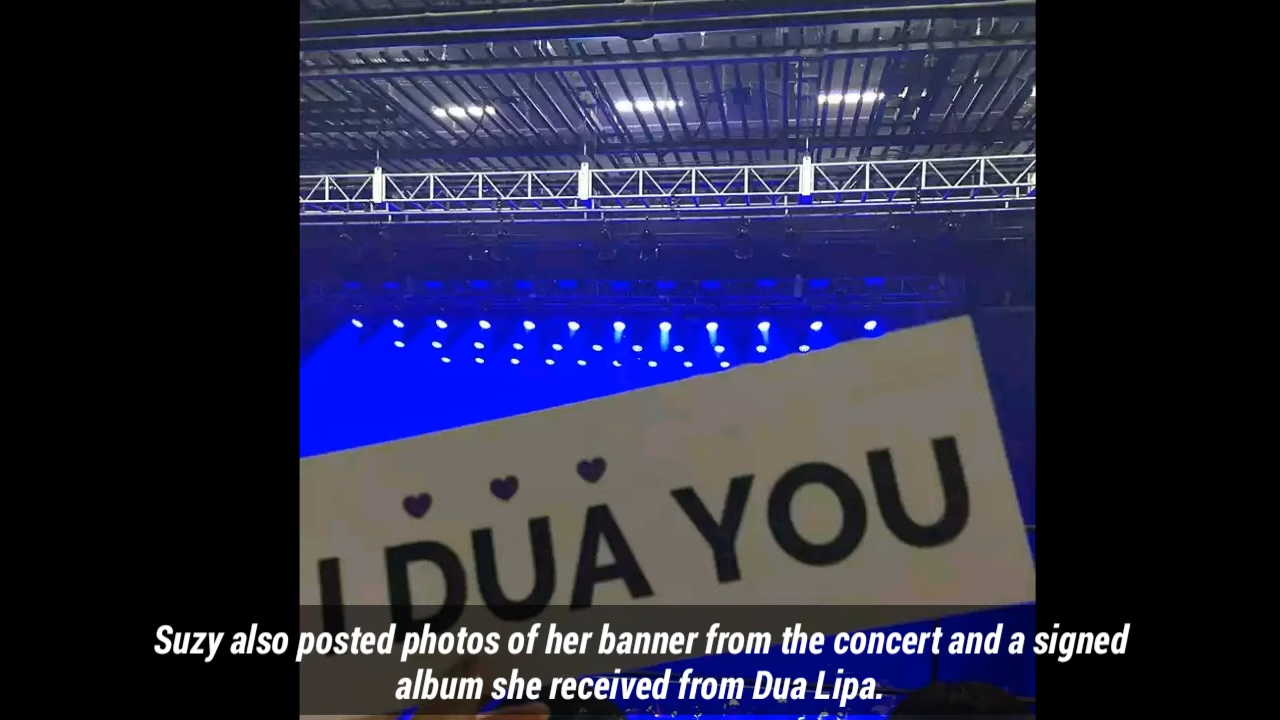 I DUA YOU
Suzy also posted photos of her banner from the concert and a signed
album she received from Dua Lipa.